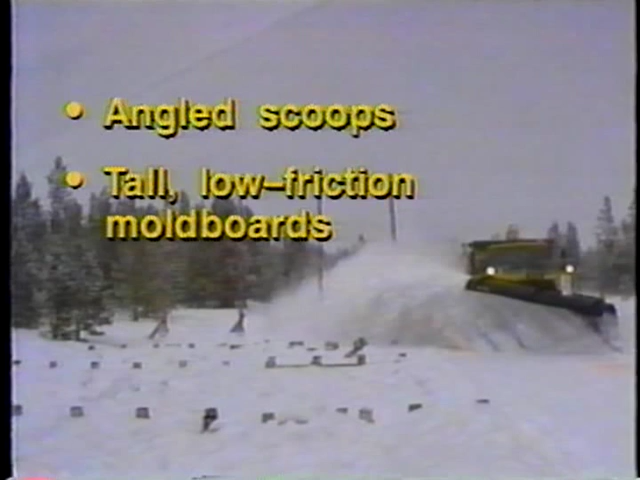 • Angled scoops
• Tall, low-friction
moldboards